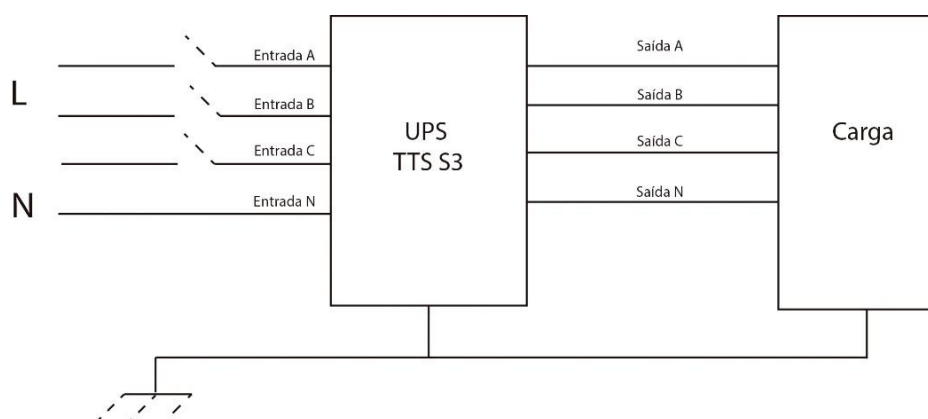 L
N
Entrada A
Entrada B
Entrada C
Entrada N
UPS
TTS S3
Saída A
Saída B
Saída C
Saída N
Carga